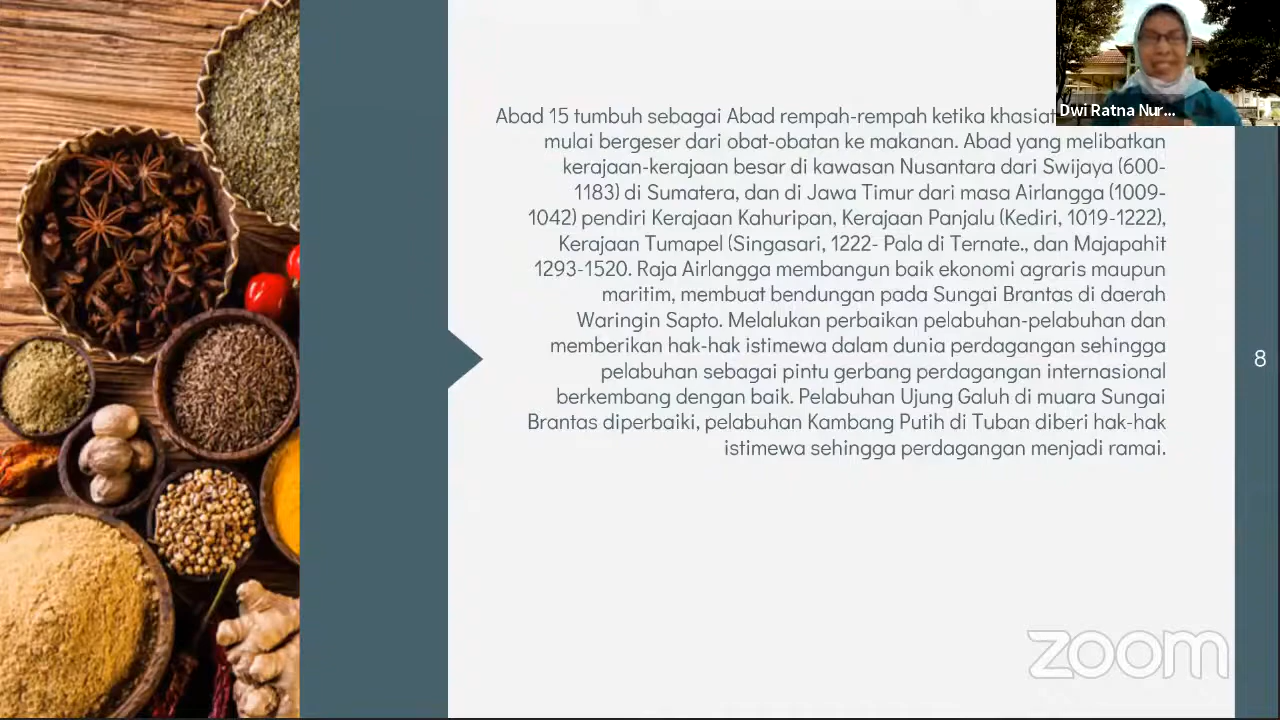 Abad 15 tumbuh sebagai Abad rempah-rempah ketika khasiat
mulai bergeser dari obat-obatan ke makanan. Abad yang melibatkan
kerajaan-kerajaan besar di kawasan Nusantara dari Swijaya (600-
1183) di Sumatera, dan di Jawa Timur dari masa Airlangga (1009-
1042) pendiri Kerajaan Kahuripan, Kerajaan Panjalu (Kediri, 1019-1222),
Kerajaan Tumapel (Singasari, 1222- Pala di Ternate., dan Majapahit
1293-1520. Raja Airlangga membangun baik ekonomi agraris maupun
maritim, membuat bendungan pada Sungai Brantas di daerah
Waringin Sapto. Melalukan perbaikan pelabuhan-pelabuhan dan
memberikan hak-hak istimewa dalam dunia perdagangan sehingga
pelabuhan sebagai pintu gerbang perdagangan internasional
berkembang dengan baik. Pelabuhan Ujung Galuh di muara Sungai
Brantas diperbaiki, pelabuhan Kambang Putih di Tuban diberi hak-hak
istimewa sehingga perdagangan menjadi ramai.
Dwi Ratna Nur...
8
zoom